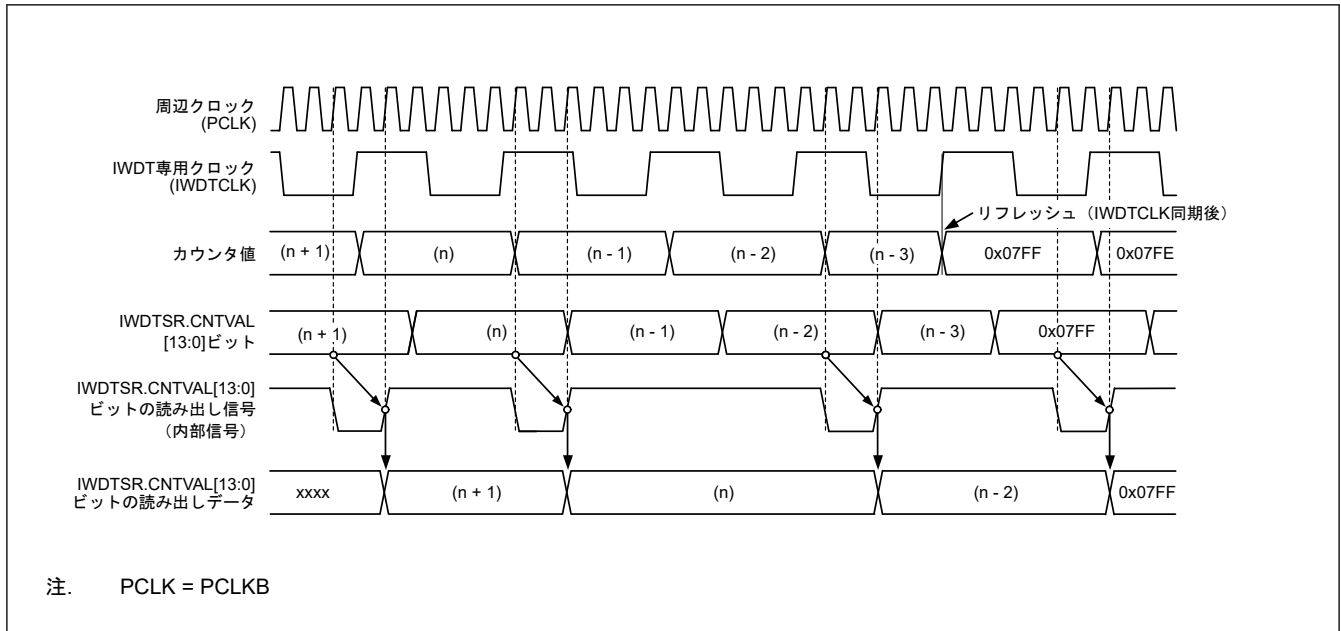 周辺クロック
(PCLK)
IWDT専用クロック
(IWDTCLK)
リフレッシュ（IWDTCLK同期後）
カウンタ値
(n + 1)
(n)
(n - 1)
(n - 2)
(n - 3)
0x07FF
0x07FE
IWDTSR.CNTVAL
[13:0]ビット
(n + 1)
(n)
(n - 1)
(n - 2)
(n - 3)
0x07FF
IWDTSR.CNTVAL[13:0]
ビットの読み出し信号
（内部信号）
IWDTSR.CNTVAL[13:0]
ビットの読み出しデータ
xxxx
(n + 1)
(n)
(n - 2)
0x07FF
注. PCLK = PCLKB